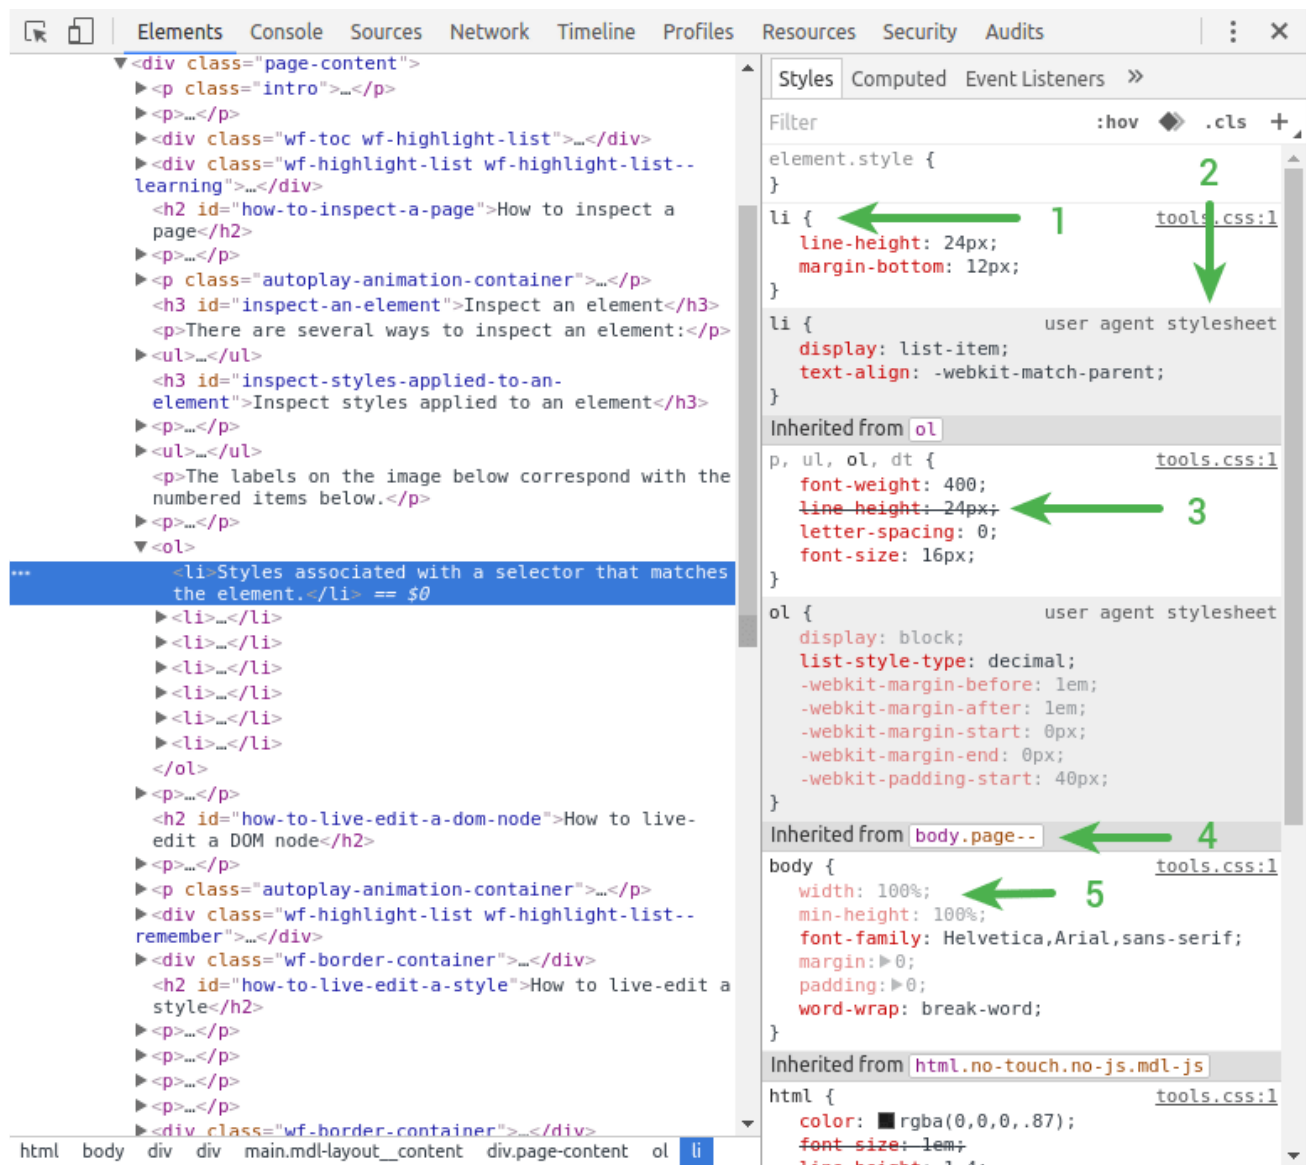 Elements Console Sources Network Timeline Profiles Resources Security Audits
<div class="page-content">
<p class="intro">…</p>
<p>…</p>
<div class="wf-toc wf-highlight-list">…</div>
<div class="wf-highlight-list wf-highlight-list--
learning">…</div>
<h2 id="how-to-inspect-a-page">How to inspect a
page</h2>
<p>…</p>
<p class="autoplay-animation-container">…</p>
<h3 id="inspect-an-element">Inspect an element</h3>
<p>There are several ways to inspect an element:</p>
<ul>…</ul>
<h3 id="inspect-styles-applied-to-an-
element">Inspect styles applied to an element</h3>
<p>…</p>
<ul>…</ul>
<p>The labels on the image below correspond with the
numbered items below.</p>
<p>…</p>
<ol>
<li>Styles associated with a selector that matches
the element.</li> == $0
<li>…</li>
<li>…</li>
<li>…</li>
<li>…</li>
<li>…</li>
<li>…</li>
</ol>
<p>…</p>
<h2 id="how-to-live-edit-a-dom-node">How to live-
edit a DOM node</h2>
<p>…</p>
<p class="autoplay-animation-container">…</p>
<div class="wf-highlight-list wf-highlight-list--
remember">…</div>
<div class="wf-border-container">…</div>
<h2 id="how-to-live-edit-a-style">How to live-edit a
style</h2>
<p>…</p>
<p>…</p>
<p>…</p>
<p>…</p>
<div class="wf-border-container">…</div>
html body div div main.mdl-layout__content div.page-content ol li
Styles Computed Event Listeners »
Filter :hov .cls +
element.style {
}
2
li { 1 tools.css:1
line-height: 24px;
margin-bottom: 12px;
}
li { user agent stylesheet
display: list-item;
text-align: -webkit-match-parent;
}
Inherited from ol
p, ul, ol, dt { tools.css:1
font-weight: 400;
line-height: 24px; 3
letter-spacing: 0;
font-size: 16px;
}
ol { user agent stylesheet
display: block;
list-style-type: decimal;
-webkit-margin-before: 1em;
-webkit-margin-after: 1em;
-webkit-margin-start: 0px;
-webkit-margin-end: 0px;
-webkit-padding-start: 40px;
}
Inherited from body.page-- 4
body { tools.css:1
width: 100%; 5
min-height: 100%;
font-family: Helvetica,Arial,sans-serif;
margin: 0;
padding: 0;
word-wrap: break-word;
}
Inherited from html.no-touch.no-js.mdl-js
html { tools.css:1
color: rgba(0,0,0,.87);
font-size: 1em;
line-height: 1.4;